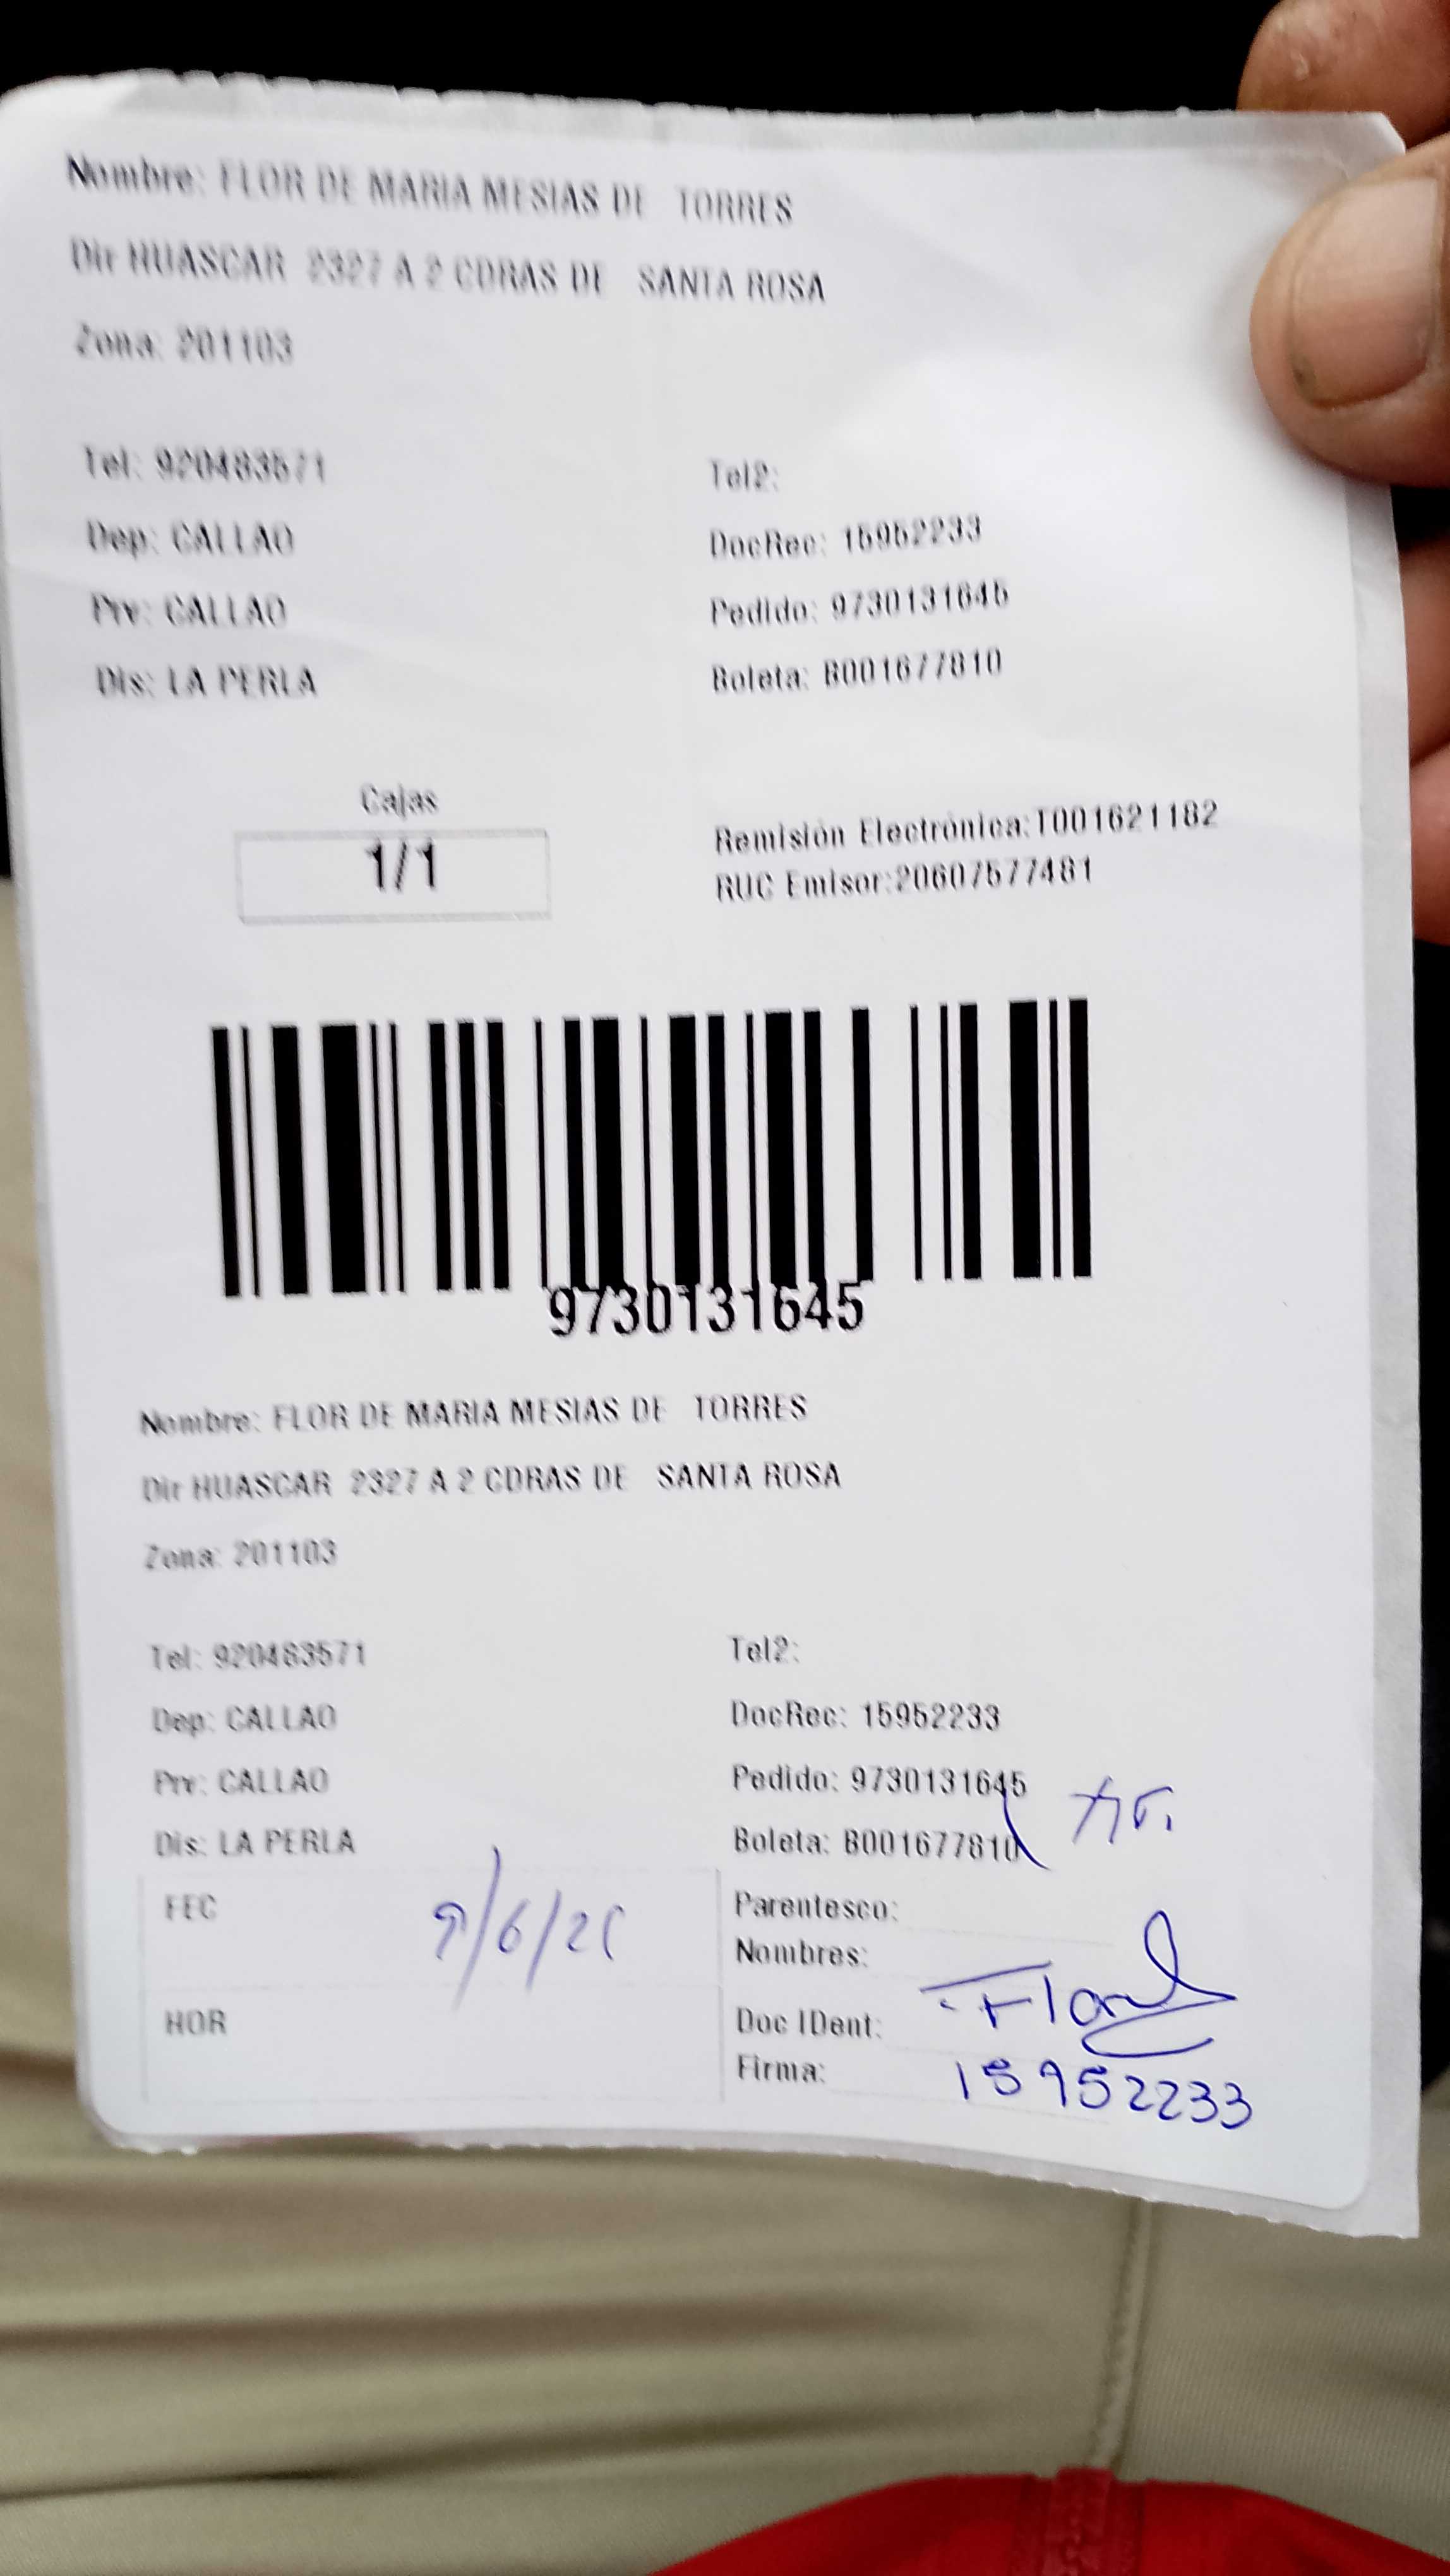 Nombre: FLOR DE MARIA MESIAS DE TORRES
Dir HUASCAR 2327 A 2 CDRAS DE SANTA ROSA
Zona: 201103
Tel: 920483571
Tel2:
Dep: CALLAO
DocRec: 15952233
Prv: CALLAO
Pedido: 9730131645
Dis: LA PERLA
Boleta: B001677810
Cajas
1/1
Remisión Electrónica:T001621182
RUC Emisor:20607577481
9730131645
Nombre: FLOR DE MARIA MESIAS DE TORRES
Dir HUASCAR 2327 A 2 CDRAS DE SANTA ROSA
Zona: 201103
Tel: 920483571
Tel2:
Dep: CALLAO
DocRec: 15952233
Prv: CALLAO
Pedido: 9730131645
Dis: LA PERLA
Boleta: B001677810
FEC
Parentesco:
Nombres:
HOR
Doc IDent:
Firma:
15952233